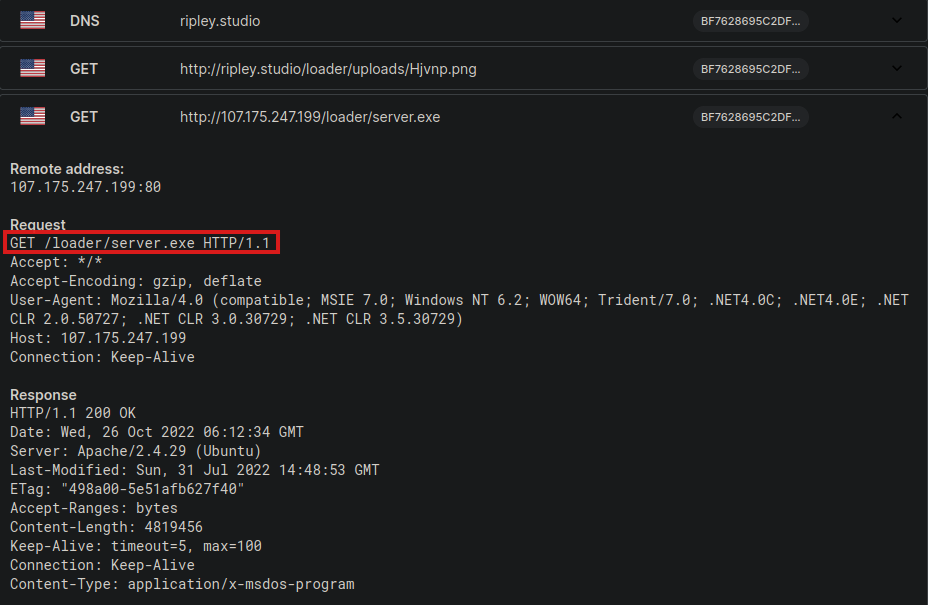 DNS ripley.studio BF7628695C2DF...
GET http://ripley.studio/loader/uploads/Hjvnp.png BF7628695C2DF...
GET http://107.175.247.199/loader/server.exe BF7628695C2DF...
Remote address:
107.175.247.199:80
Request
GET /loader/server.exe HTTP/1.1
Accept: */*
Accept-Encoding: gzip, deflate
User-Agent: Mozilla/4.0 (compatible; MSIE 7.0; Windows NT 6.2; WOW64; Trident/7.0; .NET4.0C; .NET4.0E; .NET
CLR 2.0.50727; .NET CLR 3.0.30729; .NET CLR 3.5.30729)
Host: 107.175.247.199
Connection: Keep-Alive
Response
HTTP/1.1 200 OK
Date: Wed, 26 Oct 2022 06:12:34 GMT
Server: Apache/2.4.29 (Ubuntu)
Last-Modified: Sun, 31 Jul 2022 14:48:53 GMT
ETag: "498a00-5e51afb627f40"
Accept-Ranges: bytes
Content-Length: 4819456
Keep-Alive: timeout=5, max=100
Connection: Keep-Alive
Content-Type: application/x-msdos-program